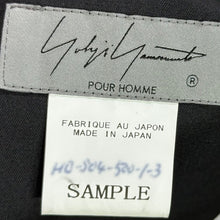 Yohji Yamamoto
POUR HOMME
®
FABRIQUE AU JAPON
MADE IN JAPAN
HO-S04-500-1-3
SAMPLE